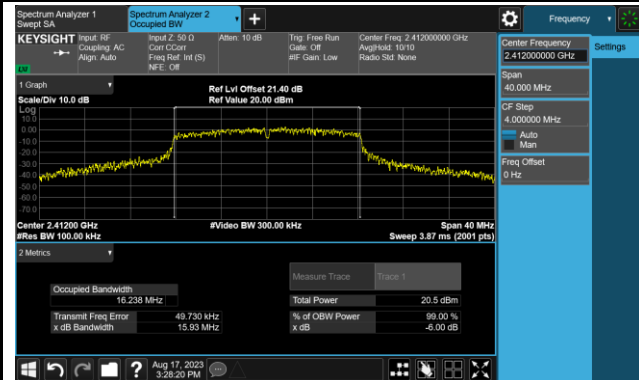 Spectrum Analyzer 1
Swept SA
Spectrum Analyzer 2
Occupied BW
Frequency
KEYSIGHT
Input: RF
Coupling: AC
Align: Auto
Input Z: 50 Ω
Corr CCorr
Freq Ref: Int (S)
NFE: Off
Atten: 10 dB
Trig: Free Run
Gate: Off
#IF Gain: Low
Center Freq: 2.412000000 GHz
Avg|Hold: 10/10
Radio Std: None
Center Frequency
2.412000000 GHz
Settings
Span
40.000 MHz
CF Step
4.000000 MHz
Auto
Man
Freq Offset
0 Hz
1 Graph
Scale/Div 10.0 dB
Ref Lvl Offset 21.40 dB
Ref Value 20.00 dBm
Log
10.0
0.00
-10.0
-20.0
-30.0
-40.0
-50.0
-60.0
-70.0
Center 2.41200 GHz
#Video BW 300.00 kHz
Span 40 MHz
#Res BW 100.00 kHz
Sweep 3.87 ms (2001 pts)
2 Metrics
Measure Trace
Trace 1
Occupied Bandwidth
16.238 MHz
Total Power
20.5 dBm
Transmit Freq Error
49.730 kHz
% of OBW Power
99.00 %
x dB Bandwidth
15.93 MHz
x dB
-6.00 dB
Aug 17, 2023
3:28:20 PM